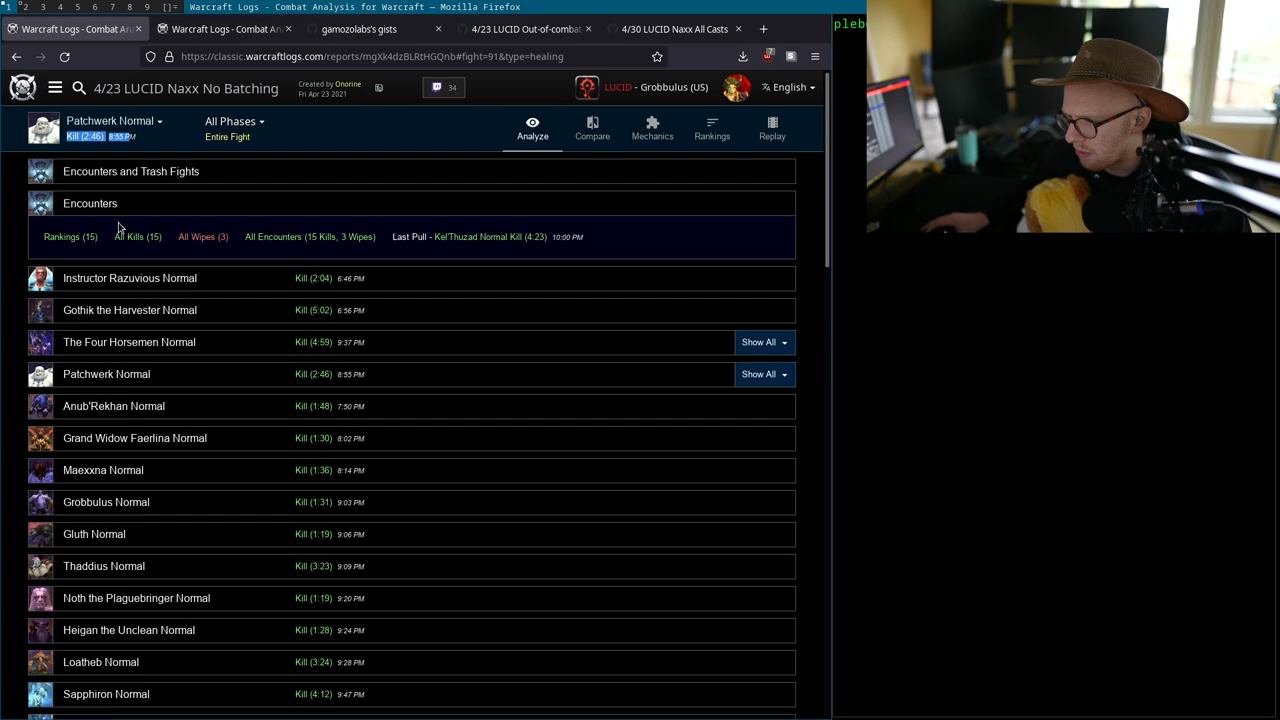 1 2 3 4 5 6 7 8 9 []= Warcraft Logs - Combat Analysis for Warcraft — Mozilla Firefox
Warcraft Logs - Combat An
Warcraft Logs - Combat An
gamozolabs's gists
4/23 LUCID Out-of-combat
4/30 LUCID Naxx All Casts
https://classic.warcraftlogs.com/reports/mgXk4dzBLRtHGQnb#fight=91&type=healing
4/23 LUCID Naxx No Batching
Created by Onorine
Fri Apr 23 2021
34
LUCID - Grobbulus (US)
English
Patchwerk Normal
Kill (2:46) 8:55 PM
All Phases
Entire Fight
Analyze
Compare
Mechanics
Rankings
Replay
Encounters and Trash Fights
Encounters
Rankings (15) All Kills (15) All Wipes (3) All Encounters (15 Kills, 3 Wipes) Last Pull - Kel'Thuzad Normal Kill (4:23) 10:00 PM
Instructor Razuvious Normal Kill (2:04) 6:46 PM
Gothik the Harvester Normal Kill (5:02) 6:56 PM
The Four Horsemen Normal Kill (4:59) 9:37 PM Show All
Patchwerk Normal Kill (2:46) 8:55 PM Show All
Anub'Rekhan Normal Kill (1:48) 7:50 PM
Grand Widow Faerlina Normal Kill (1:30) 8:02 PM
Maexxna Normal Kill (1:36) 8:14 PM
Grobbulus Normal Kill (1:31) 9:03 PM
Gluth Normal Kill (1:19) 9:06 PM
Thaddius Normal Kill (3:23) 9:09 PM
Noth the Plaguebringer Normal Kill (1:19) 9:20 PM
Heigan the Unclean Normal Kill (1:28) 9:24 PM
Loatheb Normal Kill (3:24) 9:28 PM
Sapphiron Normal Kill (4:12) 9:47 PM